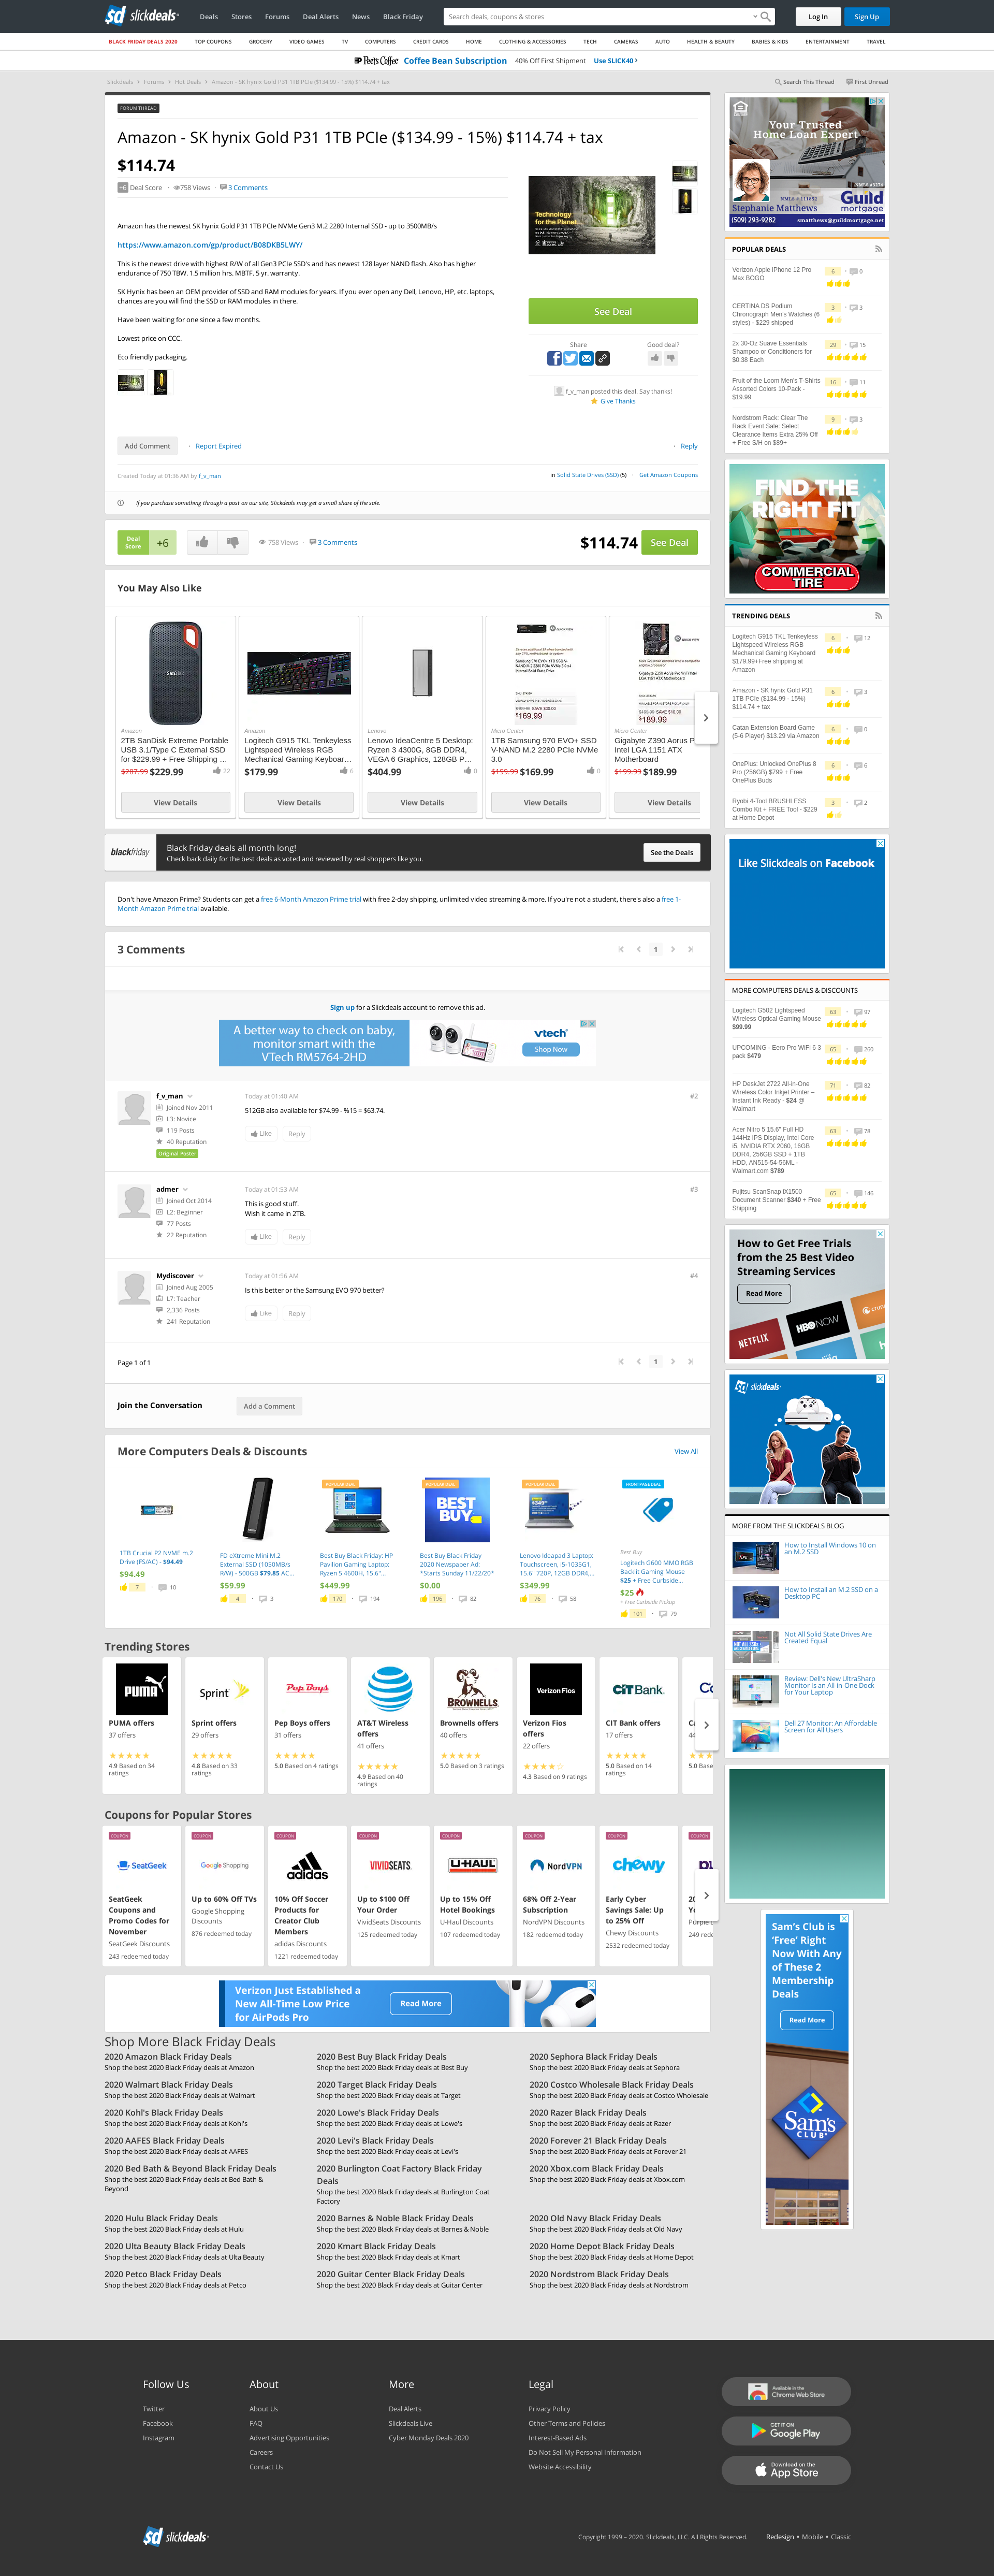 slickdeals
Deals Stores Forums Deal Alerts News Black Friday
Search deals, coupons & stores
Log In Sign Up
BLACK FRIDAY DEALS 2020 TOP COUPONS GROCERY VIDEO GAMES TV COMPUTERS CREDIT CARDS HOME CLOTHING & ACCESSORIES TECH CAMERAS AUTO HEALTH & BEAUTY BABIES & KIDS ENTERTAINMENT TRAVEL
Peet's Coffee Coffee Bean Subscription 40% Off First Shipment Use SLICK40 ›
Slickdeals > Forums > Hot Deals > Amazon - SK hynix Gold P31 1TB PCIe ($134.99 - 15%) $114.74 + tax
Search This Thread First Unread
FORUM THREAD
Amazon - SK hynix Gold P31 1TB PCIe ($134.99 - 15%) $114.74 + tax
$114.74
+6 Deal Score · 758 Views · 3 Comments
Amazon has the newest SK hynix Gold P31 1TB PCIe NVMe Gen3 M.2 2280 Internal SSD - up to 3500MB/s
https://www.amazon.com/gp/product/B08DKB5LWY/
This is the newest drive with highest R/W of all Gen3 PCIe SSD's and has newest 128 layer NAND flash. Also has higher
endurance of 750 TBW. 1.5 million hrs. MBTF. 5 yr. warranty.
SK Hynix has been an OEM provider of SSD and RAM modules for years. If you ever open any Dell, Lenovo, HP, etc. laptops,
chances are you will find the SSD or RAM modules in there.
Have been waiting for one since a few months.
Lowest price on CCC.
Eco friendly packaging.
Technology
for the Planet
See Deal
Share Good deal?
f_v_man posted this deal. Say thanks!
Give Thanks
Add Comment · Report Expired · Reply
Created Today at 01:36 AM by f_v_man
in Solid State Drives (SSD) (5) · Get Amazon Coupons
If you purchase something through a post on our site, Slickdeals may get a small share of the sale.
Deal
Score
+6
758 Views · 3 Comments
$114.74 See Deal
You May Also Like
Amazon
2TB SanDisk Extreme Portable
USB 3.1/Type C External SSD
for $229.99 + Free Shipping ...
$287.99 $229.99 22
View Details
Amazon
Logitech G915 TKL Tenkeyless
Lightspeed Wireless RGB
Mechanical Gaming Keyboar...
$179.99 6
View Details
Lenovo
Lenovo IdeaCentre 5 Desktop:
Ryzen 3 4300G, 8GB DDR4,
VEGA 6 Graphics, 128GB P...
$404.99 0
View Details
Micro Center
1TB Samsung 970 EVO+ SSD
V-NAND M.2 2280 PCIe NVMe
3.0
$199.99 $169.99 0
View Details
Micro Center
Gigabyte Z390 Aorus P
Intel LGA 1151 ATX
Motherboard
$199.99 $189.99
View Details
blackfriday
Black Friday deals all month long!
Check back daily for the best deals as voted and reviewed by real shoppers like you.
See the Deals
Don't have Amazon Prime? Students can get a free 6-Month Amazon Prime trial with free 2-day shipping, unlimited video streaming & more. If you're not a student, there's also a free 1-
Month Amazon Prime trial available.
3 Comments
1
Sign up for a Slickdeals account to remove this ad.
A better way to check on baby,
monitor smart with the
VTech RM5764-2HD
vtech
Shop Now
f_v_man
Joined Nov 2011
L3: Novice
119 Posts
40 Reputation
Original Poster
Today at 01:40 AM #2
512GB also available for $74.99 - %15 = $63.74.
Like Reply
admer
Joined Oct 2014
L2: Beginner
77 Posts
22 Reputation
Today at 01:53 AM #3
This is good stuff.
Wish it came in 2TB.
Like Reply
Mydiscover
Joined Aug 2005
L7: Teacher
2,336 Posts
241 Reputation
Today at 01:56 AM #4
Is this better or the Samsung EVO 970 better?
Like Reply
Page 1 of 1
1
Join the Conversation Add a Comment
More Computers Deals & Discounts View All
1TB Crucial P2 NVME m.2
Drive (FS/AC) - $94.49
$94.49
7 · 10
FD eXtreme Mini M.2
External SSD (1050MB/s
R/W) - 500GB $79.85 AC...
$59.99
4 · 3
POPULAR DEAL
Best Buy Black Friday: HP
Pavilion Gaming Laptop:
Ryzen 5 4600H, 15.6"...
$449.99
170 · 194
POPULAR DEAL
BEST
BUY
Best Buy Black Friday
2020 Newspaper Ad:
*Starts Sunday 11/22/20*
$0.00
196 · 82
POPULAR DEAL
Lenovo Ideapad 3 Laptop:
Touchscreen, i5-1035G1,
15.6" 720P, 12GB DDR4,...
$349.99
76 · 58
FRONTPAGE DEAL
Best Buy
Logitech G600 MMO RGB
Backlit Gaming Mouse
$25 + Free Curbside...
$25
+ Free Curbside Pickup
101 · 79
Trending Stores
PUMA
PUMA offers
37 offers
4.9 Based on 34
ratings
Sprint
Sprint offers
29 offers
4.8 Based on 33
ratings
Pep Boys
Pep Boys offers
31 offers
5.0 Based on 4 ratings
AT&T Wireless
offers
41 offers
4.9 Based on 40
ratings
BROWNELLS
Brownells offers
40 offers
5.0 Based on 3 ratings
Verizon Fios
Verizon Fios
offers
22 offers
4.3 Based on 9 ratings
CIT Bank
CIT Bank offers
17 offers
5.0 Based on 14
ratings
Ca
44
5.0 Base
Coupons for Popular Stores
COUPON
SeatGeek
SeatGeek
Coupons and
Promo Codes for
November
SeatGeek Discounts
243 redeemed today
COUPON
Google Shopping
Up to 60% Off TVs
Google Shopping
Discounts
876 redeemed today
COUPON
adidas
10% Off Soccer
Products for
Creator Club
Members
adidas Discounts
1221 redeemed today
COUPON
VIVID SEATS
Up to $100 Off
Your Order
VividSeats Discounts
125 redeemed today
COUPON
U-HAUL
Up to 15% Off
Hotel Bookings
U-Haul Discounts
107 redeemed today
COUPON
NordVPN
68% Off 2-Year
Subscription
NordVPN Discounts
182 redeemed today
COUPON
chewy
Early Cyber
Savings Sale: Up
to 25% Off
Chewy Discounts
2532 redeemed today
COUPON
20
Yo
Purple
249 rede
Verizon Just Established a
New All-Time Low Price
for AirPods Pro
Read More
Shop More Black Friday Deals
2020 Amazon Black Friday Deals
Shop the best 2020 Black Friday deals at Amazon
2020 Best Buy Black Friday Deals
Shop the best 2020 Black Friday deals at Best Buy
2020 Sephora Black Friday Deals
Shop the best 2020 Black Friday deals at Sephora
2020 Walmart Black Friday Deals
Shop the best 2020 Black Friday deals at Walmart
2020 Target Black Friday Deals
Shop the best 2020 Black Friday deals at Target
2020 Costco Wholesale Black Friday Deals
Shop the best 2020 Black Friday deals at Costco Wholesale
2020 Kohl's Black Friday Deals
Shop the best 2020 Black Friday deals at Kohl's
2020 Lowe's Black Friday Deals
Shop the best 2020 Black Friday deals at Lowe's
2020 Razer Black Friday Deals
Shop the best 2020 Black Friday deals at Razer
2020 AAFES Black Friday Deals
Shop the best 2020 Black Friday deals at AAFES
2020 Levi's Black Friday Deals
Shop the best 2020 Black Friday deals at Levi's
2020 Forever 21 Black Friday Deals
Shop the best 2020 Black Friday deals at Forever 21
2020 Bed Bath & Beyond Black Friday Deals
Shop the best 2020 Black Friday deals at Bed Bath &
Beyond
2020 Burlington Coat Factory Black Friday
Deals
Shop the best 2020 Black Friday deals at Burlington Coat
Factory
2020 Xbox.com Black Friday Deals
Shop the best 2020 Black Friday deals at Xbox.com
2020 Hulu Black Friday Deals
Shop the best 2020 Black Friday deals at Hulu
2020 Barnes & Noble Black Friday Deals
Shop the best 2020 Black Friday deals at Barnes & Noble
2020 Old Navy Black Friday Deals
Shop the best 2020 Black Friday deals at Old Navy
2020 Ulta Beauty Black Friday Deals
Shop the best 2020 Black Friday deals at Ulta Beauty
2020 Kmart Black Friday Deals
Shop the best 2020 Black Friday deals at Kmart
2020 Home Depot Black Friday Deals
Shop the best 2020 Black Friday deals at Home Depot
2020 Petco Black Friday Deals
Shop the best 2020 Black Friday deals at Petco
2020 Guitar Center Black Friday Deals
Shop the best 2020 Black Friday deals at Guitar Center
2020 Nordstrom Black Friday Deals
Shop the best 2020 Black Friday deals at Nordstrom
Your Trusted
Home Loan Expert
Stephanie Matthews
(509) 293-9282
Guild
mortgage
smatthews@guildmortgage.net
POPULAR DEALS
Verizon Apple iPhone 12 Pro
Max BOGO
6 · 0
CERTINA DS Podium
Chronograph Men's Watches (6
styles) - $229 shipped
3 · 3
2x 30-Oz Suave Essentials
Shampoo or Conditioners for
$0.38 Each
29 · 15
Fruit of the Loom Men's T-Shirts
Assorted Colors 10-Pack -
$19.99
16 · 11
Nordstrom Rack: Clear The
Rack Event Sale: Select
Clearance Items Extra 25% Off
+ Free S/H on $89+
9 · 3
FIND THE
RIGHT FIT
COMMERCIAL
TIRE
TRENDING DEALS
Logitech G915 TKL Tenkeyless
Lightspeed Wireless RGB
Mechanical Gaming Keyboard
$179.99+Free shipping at
Amazon
6 · 12
Amazon - SK hynix Gold P31
1TB PCIe ($134.99 - 15%)
$114.74 + tax
6 · 3
Catan Extension Board Game
(5-6 Player) $13.29 via Amazon
6 · 0
OnePlus: Unlocked OnePlus 8
Pro (256GB) $799 + Free
OnePlus Buds
6 · 6
Ryobi 4-Tool BRUSHLESS
Combo Kit + FREE Tool - $229
at Home Depot
3 · 2
Like Slickdeals on Facebook
MORE COMPUTERS DEALS & DISCOUNTS
Logitech G502 Lightspeed
Wireless Optical Gaming Mouse
$99.99
63 · 97
UPCOMING - Eero Pro WiFi 6 3
pack $479
65 · 260
HP DeskJet 2722 All-in-One
Wireless Color Inkjet Printer –
Instant Ink Ready - $24 @
Walmart
71 · 82
Acer Nitro 5 15.6" Full HD
144Hz IPS Display, Intel Core
i5, NVIDIA RTX 2060, 16GB
DDR4, 256GB SSD + 1TB
HDD, AN515-54-56ML -
Walmart.com $789
63 · 78
Fujitsu ScanSnap iX1500
Document Scanner $340 + Free
Shipping
65 · 146
How to Get Free Trials
from the 25 Best Video
Streaming Services
Read More
NETFLIX
HBO NOW
slickdeals
MORE FROM THE SLICKDEALS BLOG
How to Install Windows 10 on
an M.2 SSD
How to Install an M.2 SSD on a
Desktop PC
Not All Solid State Drives Are
Created Equal
Review: Dell's New UltraSharp
Monitor Is an All-in-One Dock
for Your Laptop
Dell 27 Monitor: An Affordable
Screen for All Users
Sam's Club is
'Free' Right
Now With Any
of These 2
Membership
Deals
Read More
Sam's
CLUB
Follow Us
Twitter
Facebook
Instagram
About
About Us
FAQ
Advertising Opportunities
Careers
Contact Us
More
Deal Alerts
Slickdeals Live
Cyber Monday Deals 2020
Legal
Privacy Policy
Other Terms and Policies
Interest-Based Ads
Do Not Sell My Personal Information
Website Accessibility
Available in the
Chrome Web Store
GET IT ON
Google Play
Download on the
App Store
slickdeals
Copyright 1999 – 2020. Slickdeals, LLC. All Rights Reserved. Redesign • Mobile • Classic